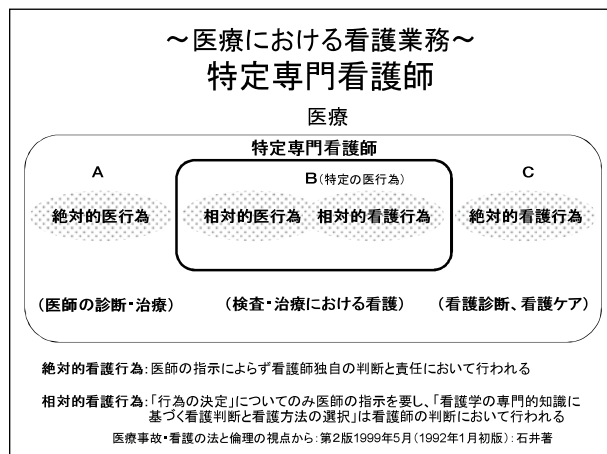 ～医療における看護業務～
特定専門看護師
医療
特定専門看護師
A
B(特定の医行為)
C
絶対的医行為
相対的医行為
相対的看護行為
絶対的看護行為
(医師の診断・治療)
(検査・治療における看護)
(看護診断、看護ケア)
絶対的看護行為:医師の指示によらず看護師独自の判断と責任において行われる
相対的看護行為:「行為の決定」についてのみ医師の指示を要し、「看護学の専門的知識に
基づく看護判断と看護方法の選択」は看護師の判断において行われる
医療事故・看護の法と倫理の視点から:第2版1999年5月(1992年1月初版):石井著